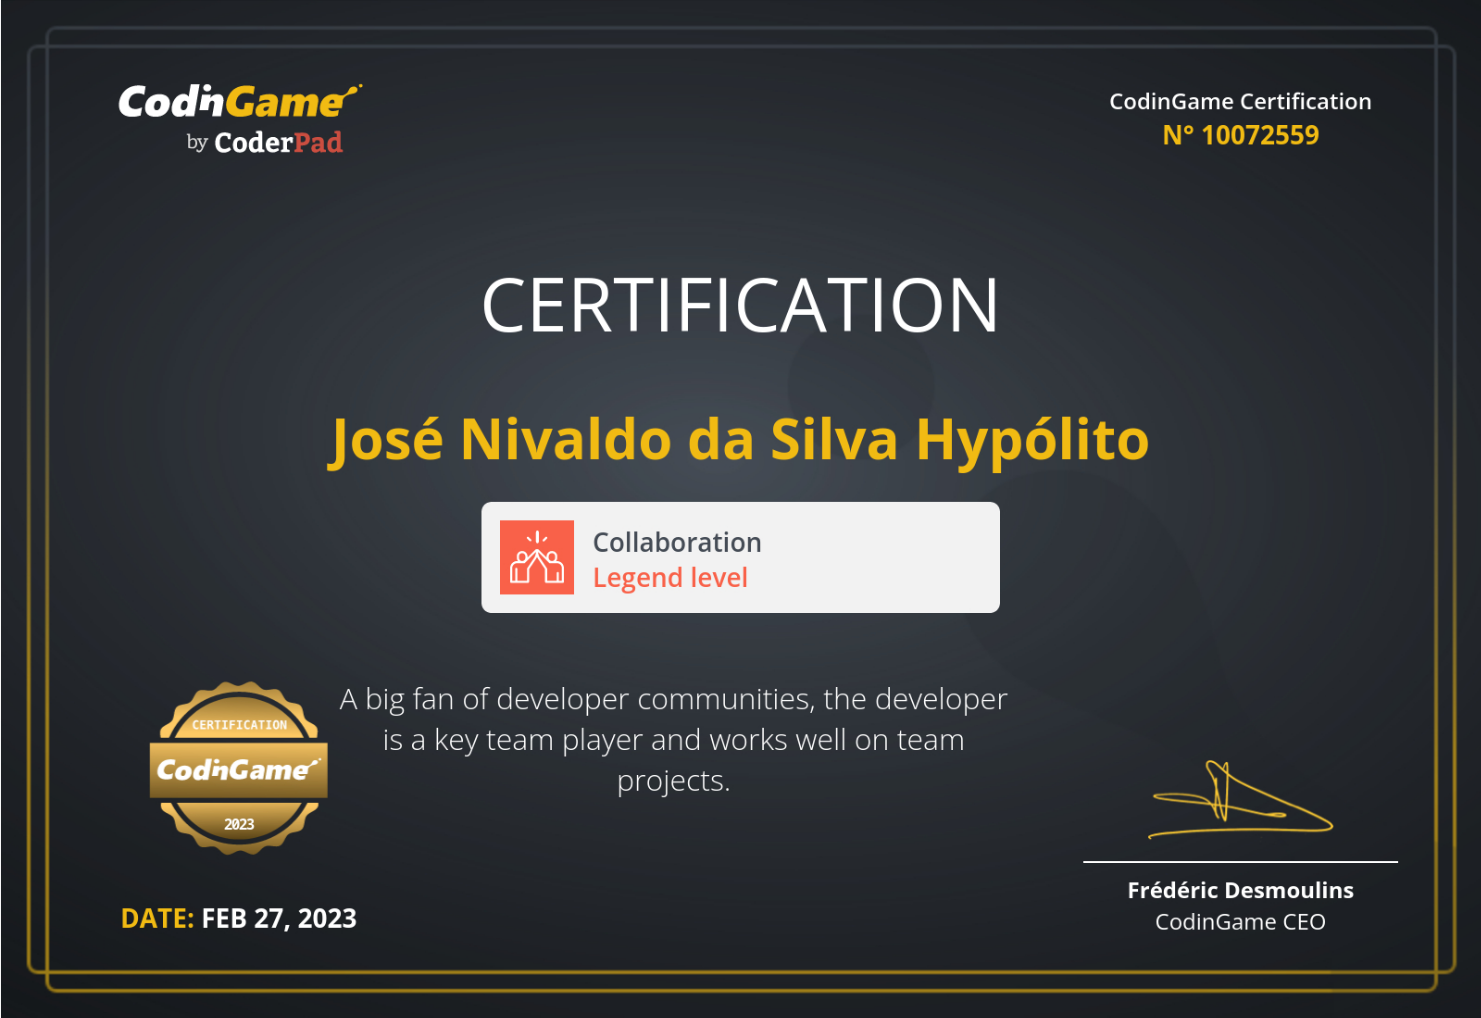 CodinGame
by CoderPad
CodinGame Certification
N° 10072559
CERTIFICATION
José Nivaldo da Silva Hypólito
Collaboration
Legend level
A big fan of developer communities, the developer
is a key team player and works well on team
projects.
CERTIFICATION
CodinGame
2023
DATE: FEB 27, 2023
Frédéric Desmoulins
CodinGame CEO